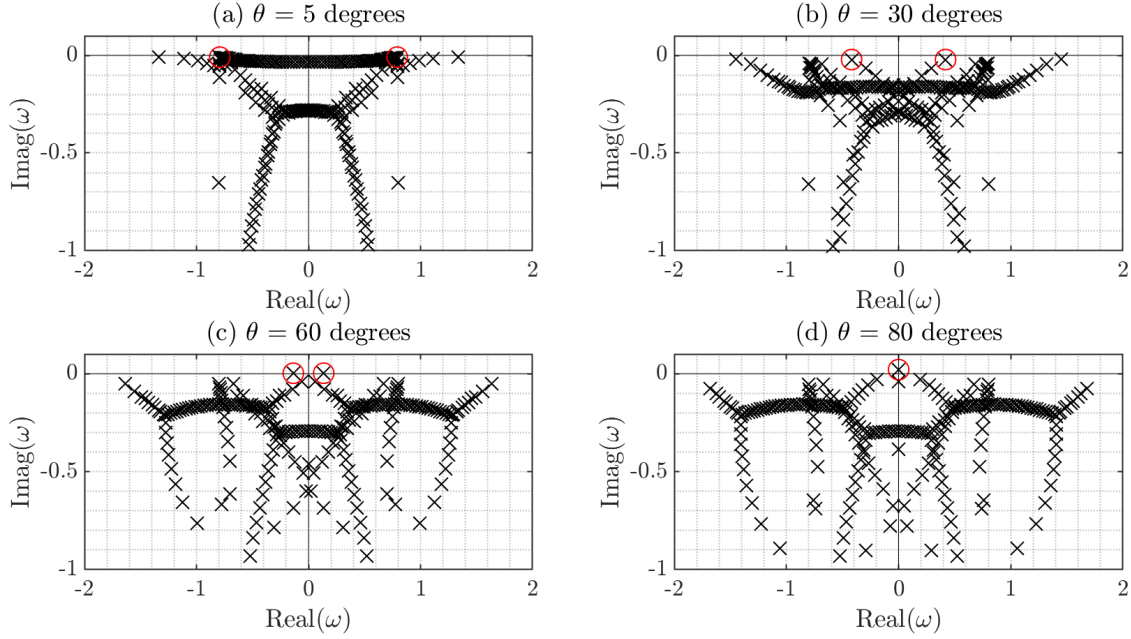 (a) θ = 5 degrees
0
-0.5
-1
-2
-1
0
1
2
Imag(ω)
Real(ω)
(b) θ = 30 degrees
0
-0.5
-1
-2
-1
0
1
2
Imag(ω)
Real(ω)
(c) θ = 60 degrees
0
-0.5
-1
-2
-1
0
1
2
Imag(ω)
Real(ω)
(d) θ = 80 degrees
0
-0.5
-1
-2
-1
0
1
2
Imag(ω)
Real(ω)